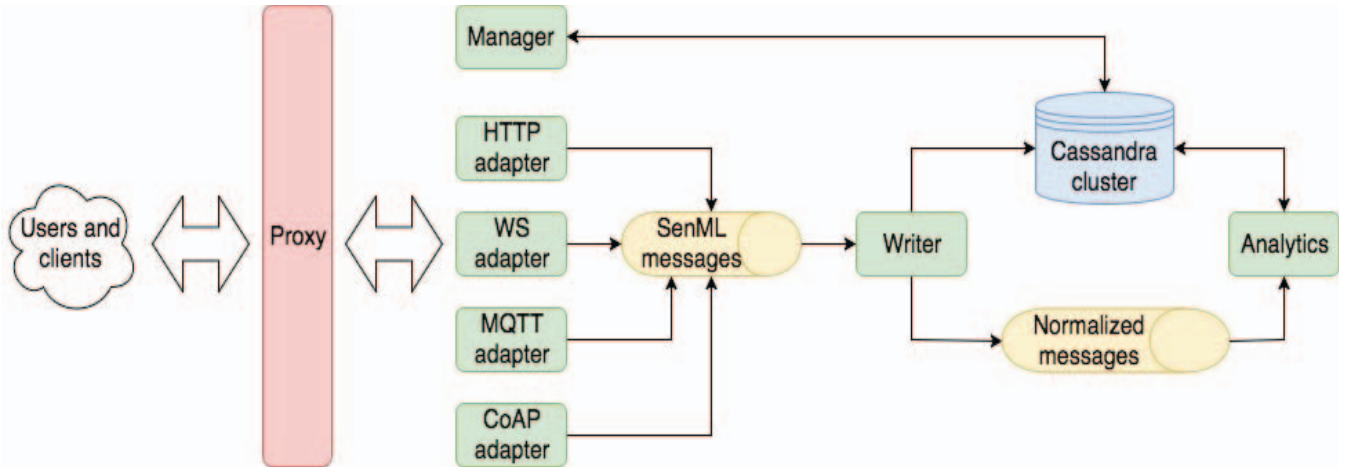 Manager
HTTP
adapter
Users and
clients
Proxy
WS
adapter
SenML
messages
Writer
Cassandra
cluster
Analytics
MQTT
adapter
Normalized
messages
CoAP
adapter